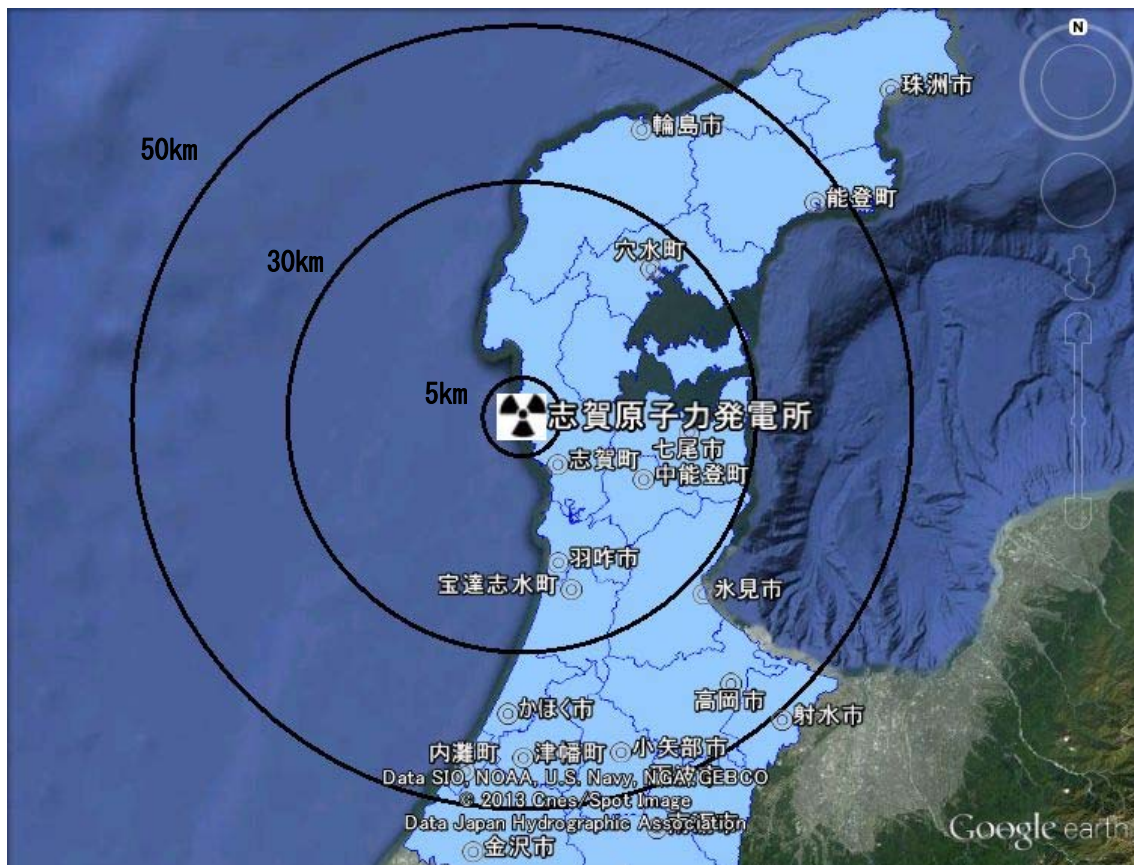 N
珠洲市
輪島市
50km
能登町
穴水町
30km
5km
志賀原子力発電所
七尾市
志賀町
中能登町
羽咋市
宝達志水町
氷見市
高岡市
かほく市
射水市
内灘町
津幡町
小矢部市
Data SIO, NOAA, U.S. Navy, NGA, GEBCO
© 2013 Cnes/Spot Image
Data Japan Hydrographic Association
金沢市
Google earth